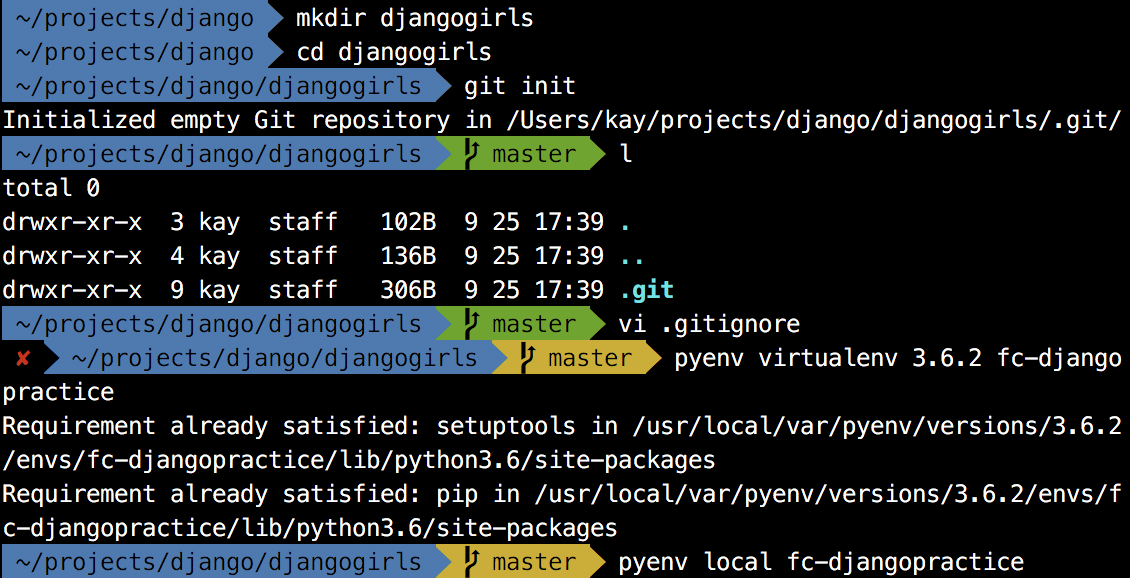 ~/projects/django mkdir djangogirls
~/projects/django cd djangogirls
~/projects/django/djangogirls git init
Initialized empty Git repository in /Users/kay/projects/django/djangogirls/.git/
~/projects/django/djangogirls master l
total 0
drwxr-xr-x  3 kay  staff   102B  9 25 17:39 .
drwxr-xr-x  4 kay  staff   136B  9 25 17:39 ..
drwxr-xr-x  9 kay  staff   306B  9 25 17:39 .git
~/projects/django/djangogirls master vi .gitignore
✘ ~/projects/django/djangogirls master pyenv virtualenv 3.6.2 fc-django
practice
Requirement already satisfied: setuptools in /usr/local/var/pyenv/versions/3.6.2
/envs/fc-djangopractice/lib/python3.6/site-packages
Requirement already satisfied: pip in /usr/local/var/pyenv/versions/3.6.2/envs/f
c-djangopractice/lib/python3.6/site-packages
~/projects/django/djangogirls master pyenv local fc-djangopractice